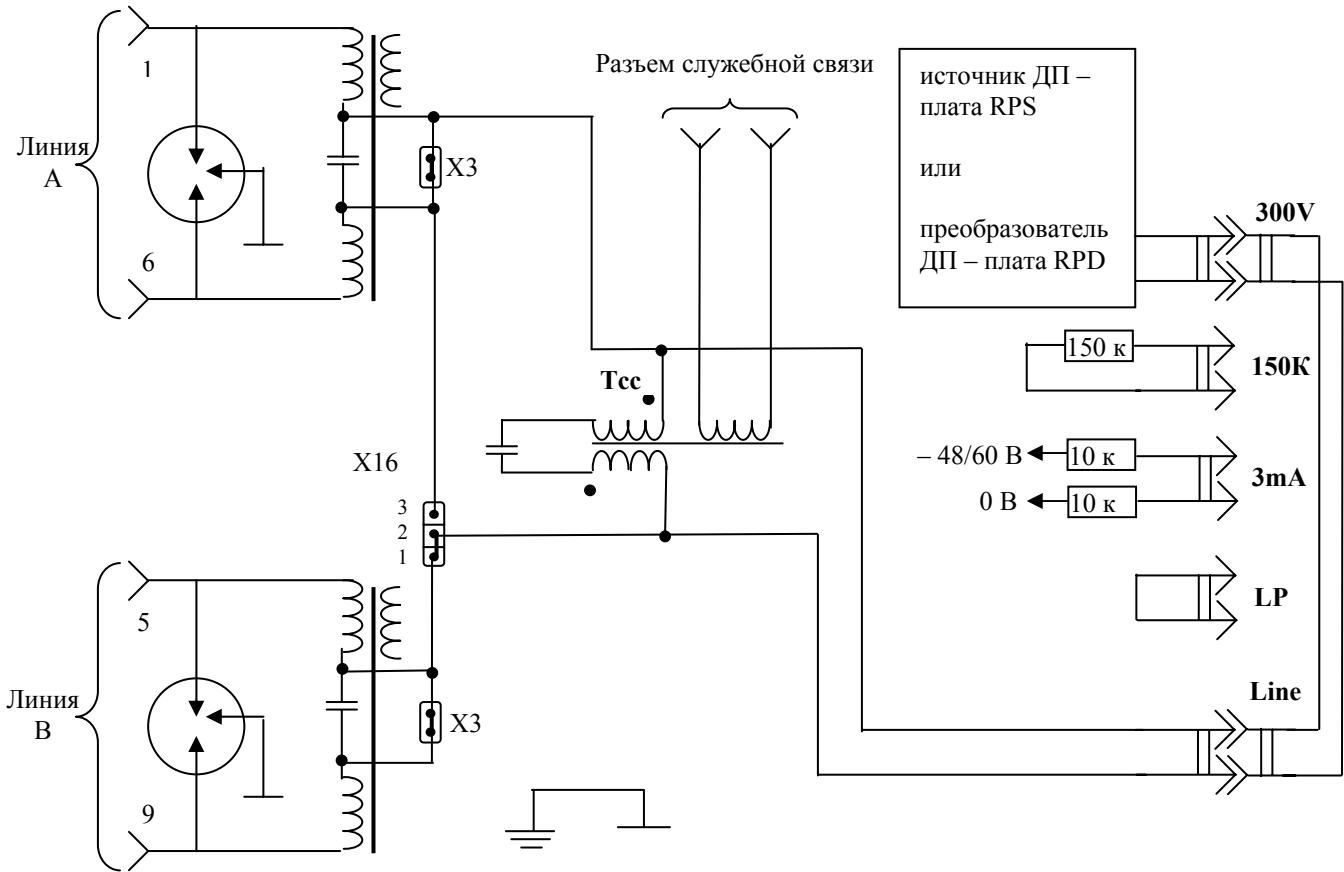 Линия
А
1
6
X3
Разъем служебной связи
источник ДП –
плата RPS
или
преобразователь
ДП – плата RPD
300V
150 к
150К
Тсс
– 48/60 В
10 к
3mA
0 В
10 к
X16
3
2
1
LP
Линия
В
5
9
X3
Line